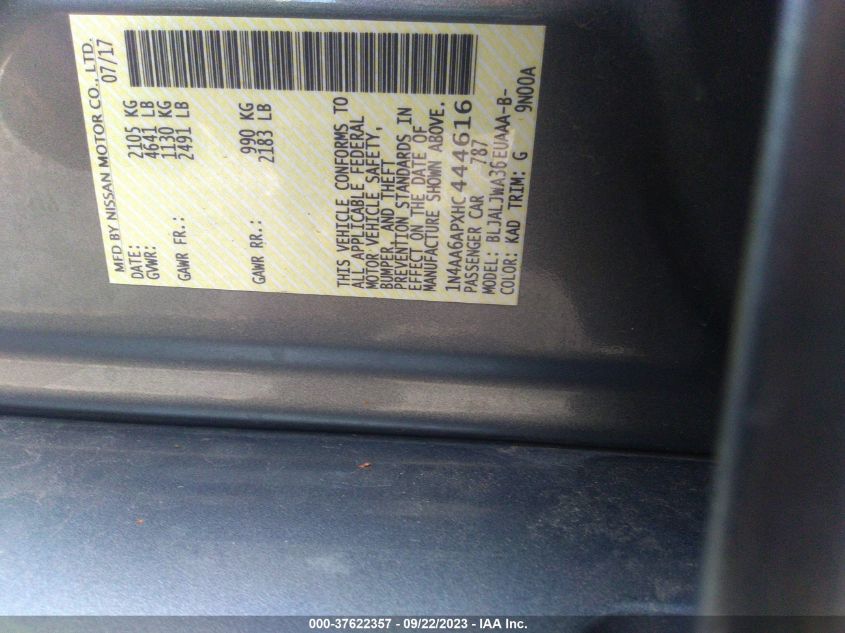 MFD BY NISSAN MOTOR CO., LTD.
DATE: 07/17
GVWR: 2105 KG
4641 LB
GAWR FR.: 1130 KG
2491 LB
GAWR RR.: 990 KG
2183 LB
THIS VEHICLE CONFORMS TO
ALL APPLICABLE FEDERAL
MOTOR VEHICLE SAFETY,
BUMPER, AND THEFT
PREVENTION STANDARDS IN
EFFECT ON THE DATE OF
MANUFACTURE SHOWN ABOVE.
1N4AA6APXHC444616
PASSENGER CAR 787
MODEL: BLJALJWA36EUAAA-B-
COLOR: KAD TRIM: G 9N00A
000-37622357 - 09/22/2023 - IAA Inc.